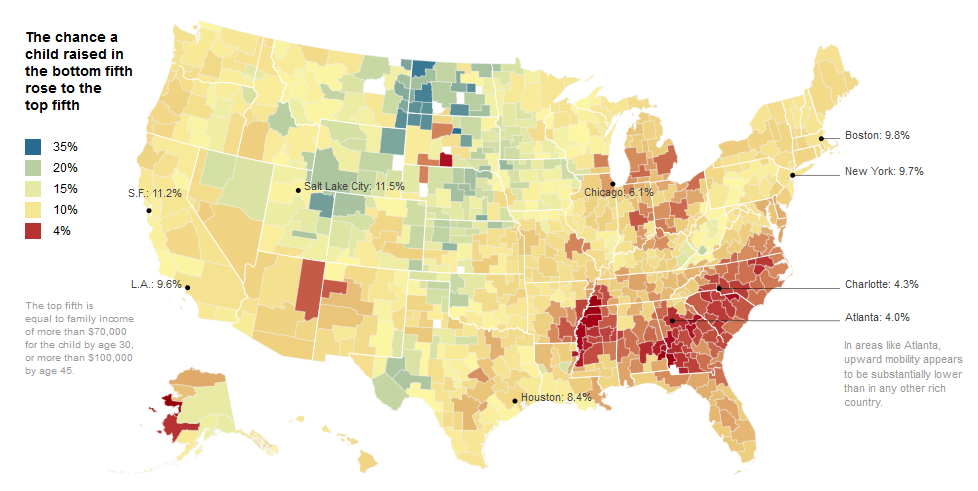 The chance a
child raised in
the bottom fifth
rose to the
top fifth
35%
20%
15%
10%
4%
S.F.: 11.2%
Salt Lake City: 11.5%
Chicago: 6.1%
Boston: 9.8%
New York: 9.7%
L.A.: 9.6%
Charlotte: 4.3%
Atlanta: 4.0%
Houston: 8.4%
The top fifth is
equal to family income
of more than $70,000
for the child by age 30,
or more than $100,000
by age 45.
In areas like Atlanta,
upward mobility appears
to be substantially lower
than in any other rich
country.